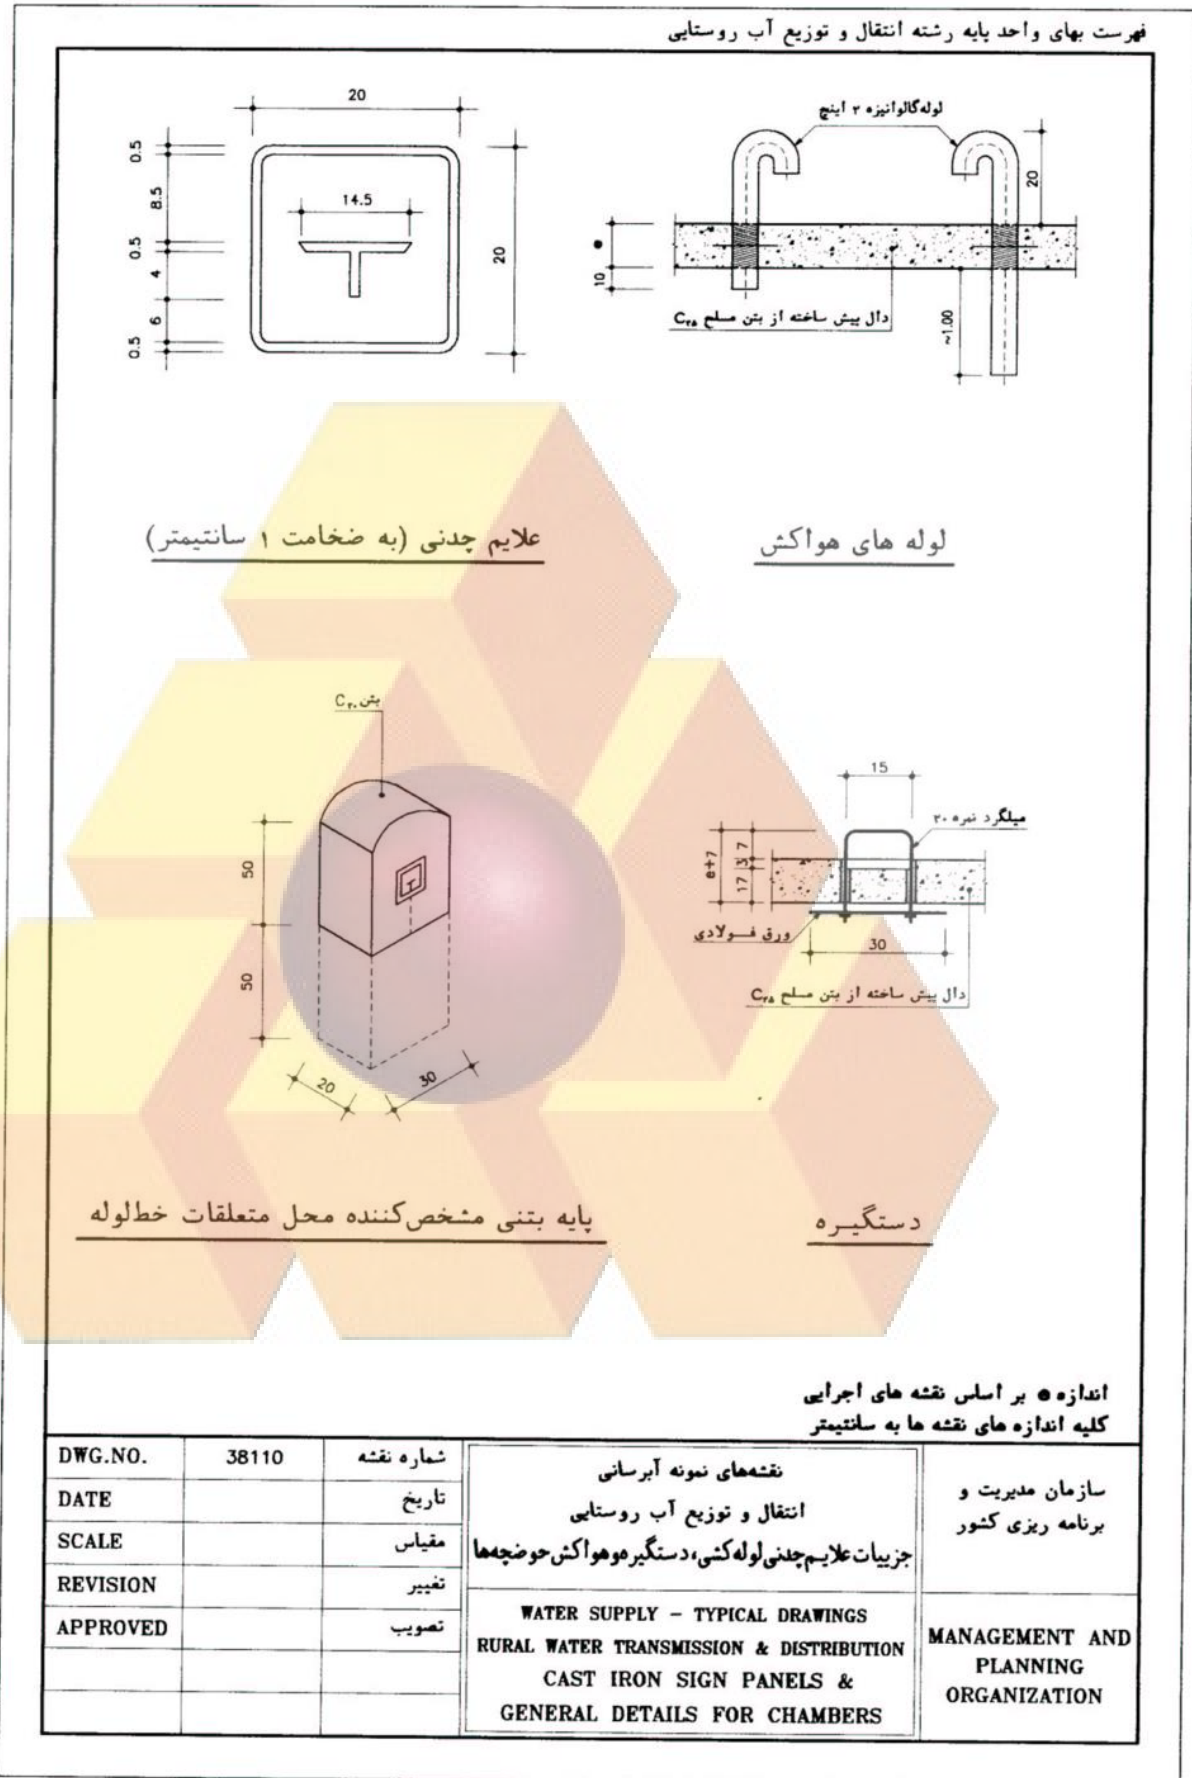 فهرست بهای واحد پایه رشته انتقال و توزیع آب روستایی
20
0.5
8.5
0.5
4
6
0.5
14.5
20
لوله گالوانیزه ۲ اینچ
20
e
10
دال پیش ساخته از بتن مسلح C۲۵
~1.00
علایم چدنی (به ضخامت ۱ سانتیمتر)
لوله های هواکش
بتن C۲۰
50
50
20
30
15
میلگرد نمره ۲۰
e+7
7
3
17
ورق فولادی
30
دال پیش ساخته از بتن مسلح C۲۵
پایه بتنی مشخص‌کننده محل متعلقات خط‌لوله
دستگیره
اندازه e بر اساس نقشه های اجرایی
کلیه اندازه های نقشه ها به سانتیمتر
DWG.NO. 38110 شماره نقشه
DATE تاریخ
SCALE مقیاس
REVISION تغییر
APPROVED تصویب
نقشه‌های نمونه آبرسانی
انتقال و توزیع آب روستایی
جزییات علایم چدنی لوله کشی، دستگیره و هواکش حوضچه‌ها
WATER SUPPLY – TYPICAL DRAWINGS
RURAL WATER TRANSMISSION & DISTRIBUTION
CAST IRON SIGN PANELS &
GENERAL DETAILS FOR CHAMBERS
سازمان مدیریت و
برنامه ریزی کشور
MANAGEMENT AND
PLANNING
ORGANIZATION